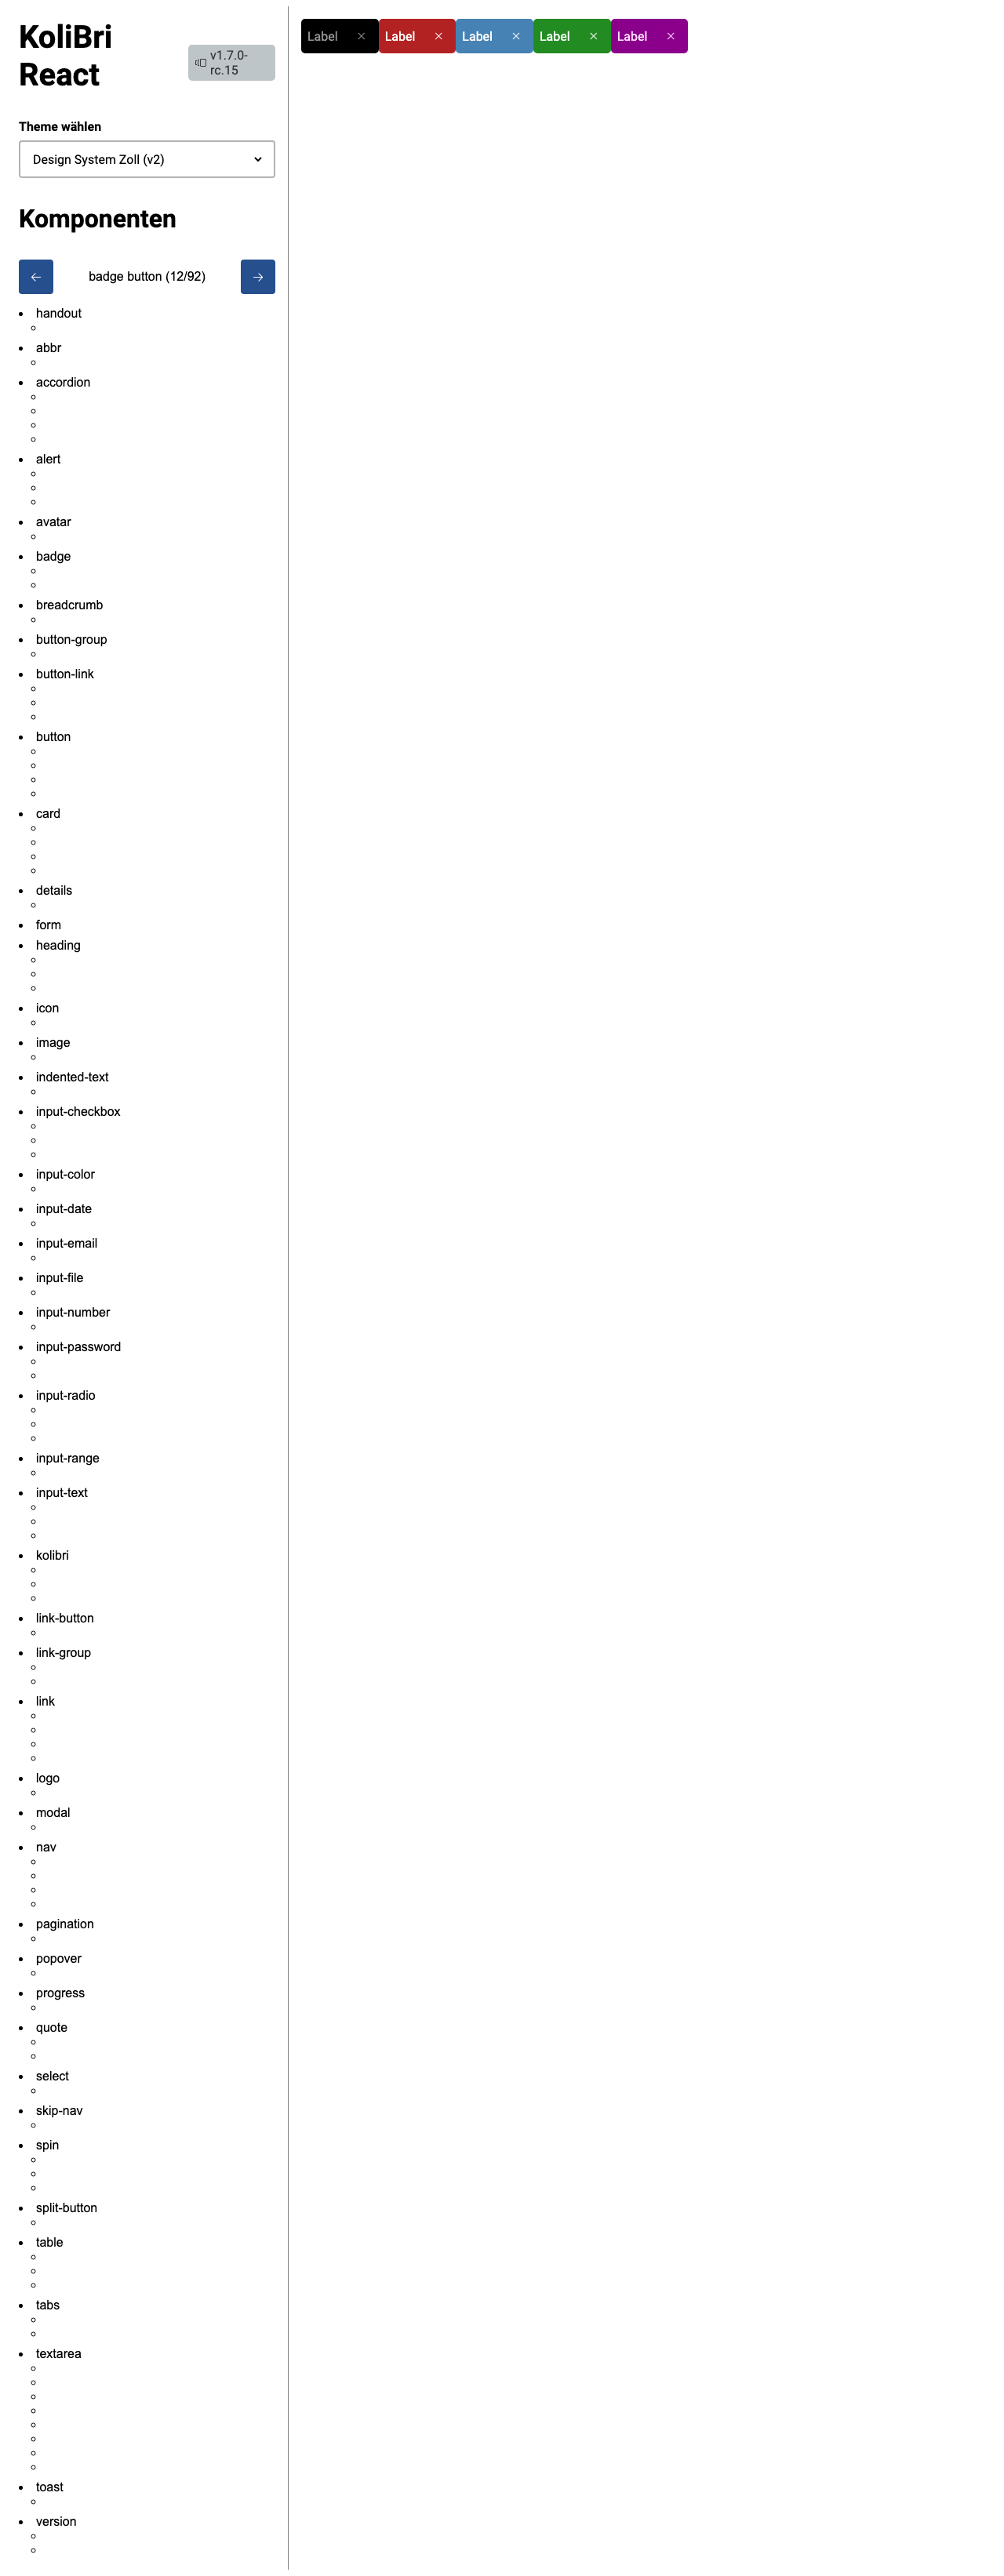 KoliBri
React
v1.7.0-
rc.15
Theme wählen
Design System Zoll (v2)
Komponenten
badge button (12/92)
handout
abbr
accordion
alert
avatar
badge
breadcrumb
button-group
button-link
button
card
details
form
heading
icon
image
indented-text
input-checkbox
input-color
input-date
input-email
input-file
input-number
input-password
input-radio
input-range
input-text
kolibri
link-button
link-group
link
logo
modal
nav
pagination
popover
progress
quote
select
skip-nav
spin
split-button
table
tabs
textarea
toast
version
Label Label Label Label Label